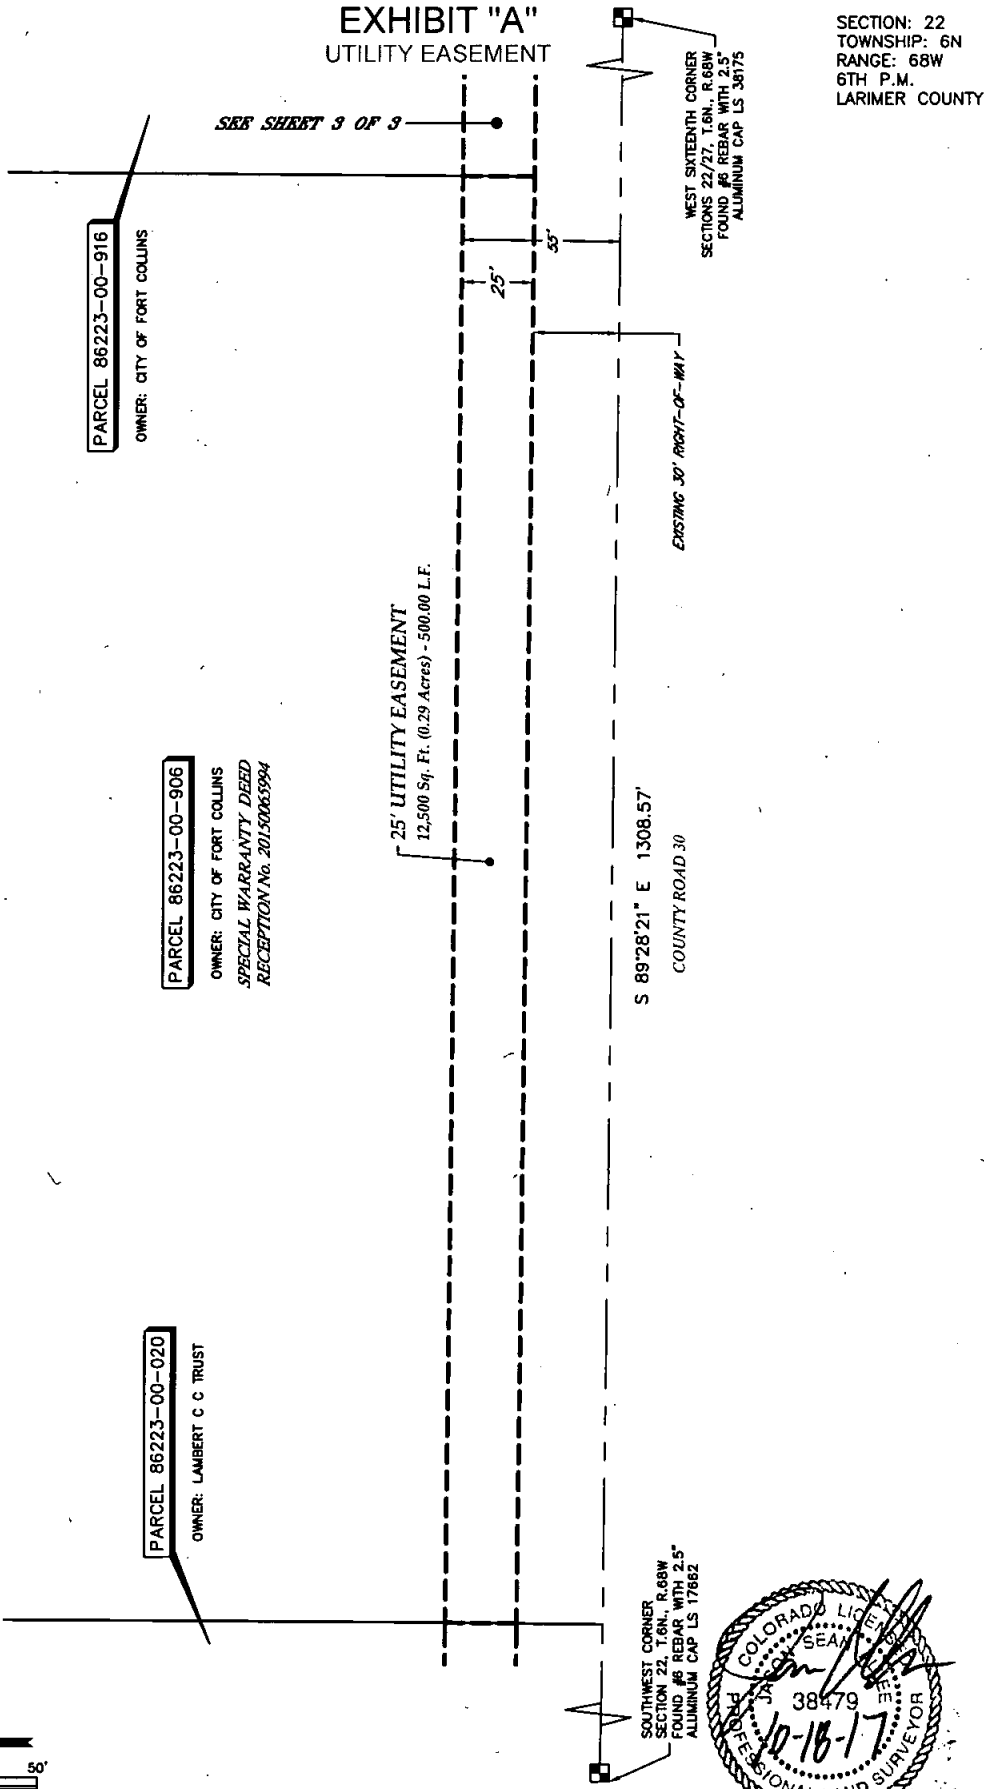 EXHIBIT "A"
UTILITY EASEMENT
SECTION: 22
TOWNSHIP: 6N
RANGE: 68W
6TH P.M.
LARIMER COUNTY
SEE SHEET 3 OF 3
WEST SIXTEENTH CORNER
SECTIONS 22/27, T.6N., R.68W
FOUND #6 REBAR WITH 2.5"
ALUMINUM CAP LS 38175
PARCEL 86223-00-916
OWNER: CITY OF FORT COLLINS
55'
25'
EXISTING 30' RIGHT-OF-WAY
25' UTILITY EASEMENT
12,500 Sq. Ft. (0.29 Acres) - 500.00 L.F.
PARCEL 86223-00-906
OWNER: CITY OF FORT COLLINS
SPECIAL WARRANTY DEED
RECEPTION No. 20150065994
S 89°28'21" E 1308.57'
COUNTY ROAD 30
PARCEL 86223-00-020
OWNER: LAMBERT C C TRUST
SOUTHWEST CORNER
SECTION 22, T.6N., R.68W
FOUND #6 REBAR WITH 2.5"
ALUMINUM CAP LS 17662
COLORADO LICENSED
JASON SEAN
38479
10-18-17
PROFESSIONAL LAND SURVEYOR
50'